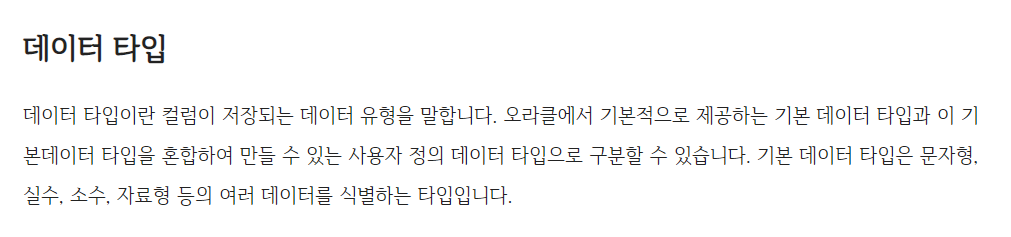 데이터 타입
데이터 타입이란 컬럼이 저장되는 데이터 유형을 말합니다. 오라클에서 기본적으로 제공하는 기본 데이터 타입과 이 기
본데이터 타입을 혼합하여 만들 수 있는 사용자 정의 데이터 타입으로 구분할 수 있습니다. 기본 데이터 타입은 문자형,
실수, 소수, 자료형 등의 여러 데이터를 식별하는 타입입니다.